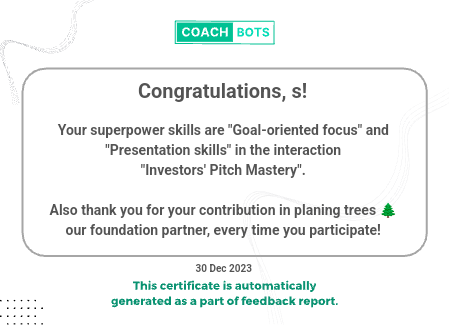 COACH BOTS
Congratulations, s!
Your superpower skills are "Goal-oriented focus" and
"Presentation skills" in the interaction
"Investors' Pitch Mastery".
Also thank you for your contribution in planing trees 🌲
our foundation partner, every time you participate!
30 Dec 2023
This certificate is automatically
generated as a part of feedback report.